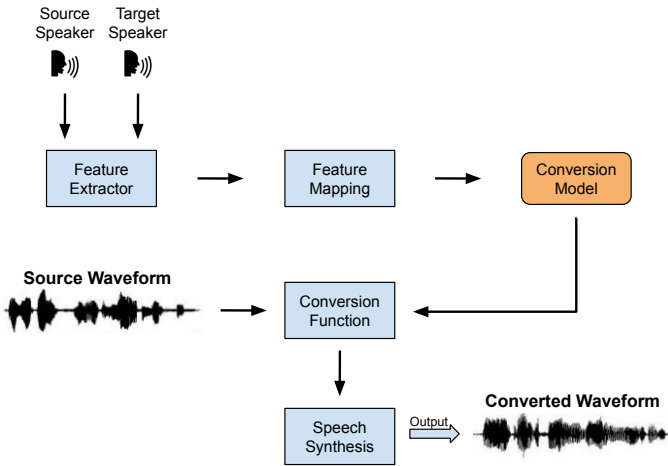 Source
Speaker
Target
Speaker
Feature
Extractor
Feature
Mapping
Conversion
Model
Source Waveform
Conversion
Function
Speech
Synthesis
Output
Converted Waveform